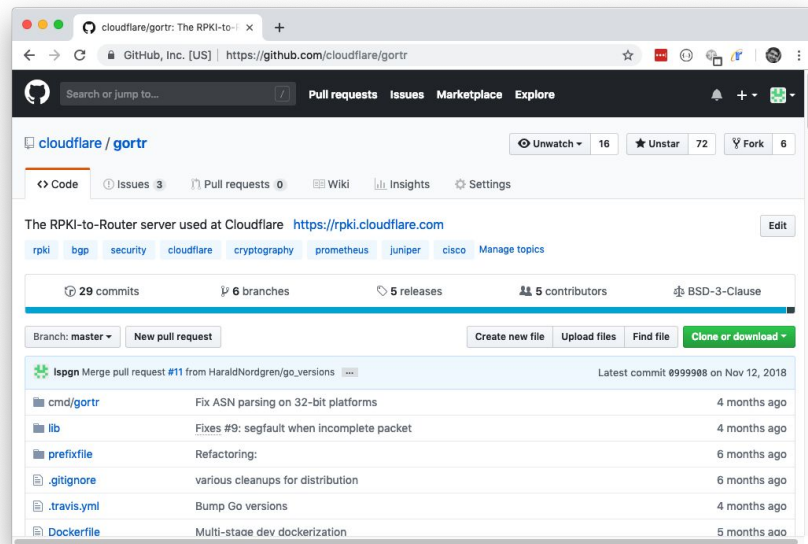 cloudflare/gortr: The RPKI-to-R
GitHub, Inc. [US] | https://github.com/cloudflare/gortr
Search or jump to... / Pull requests Issues Marketplace Explore
cloudflare / gortr Unwatch 16 Unstar 72 Fork 6
Code Issues 3 Pull requests 0 Wiki Insights Settings
The RPKI-to-Router server used at Cloudflare https://rpki.cloudflare.com Edit
rpki bgp security cloudflare cryptography prometheus juniper cisco Manage topics
29 commits 6 branches 5 releases 5 contributors BSD-3-Clause
Branch: master New pull request Create new file Upload files Find file Clone or download
lspgn Merge pull request #11 from HaraldNordgren/go_versions ... Latest commit 0999908 on Nov 12, 2018
cmd/gortr Fix ASN parsing on 32-bit platforms 4 months ago
lib Fixes #9: segfault when incomplete packet 4 months ago
prefixfile Refactoring: 6 months ago
.gitignore various cleanups for distribution 6 months ago
.travis.yml Bump Go versions 4 months ago
Dockerfile Multi-stage dev dockerization 5 months ago